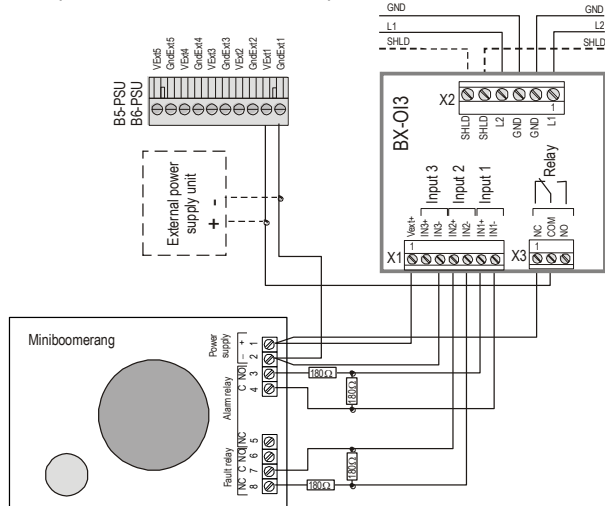 GND
L1
SHLD
GND
L2
SHLD
VExt5
GndExt5
VExt4
GndExt4
VExt3
GndExt3
VExt2
GndExt2
VExt1
GndExt1
B5-PSU
B6-PSU
External power
supply unit
+ -
BX-OI3
X2
1
SHLD
SHLD
L2
GND
GND
L1
Input 3
Input 2
Input 1
Relay
Vext+
IN3+
IN3-
IN2+
IN2-
IN1+
IN1-
NC
COM
NO
X1
1
X3
1
Miniboomerang
Power
supply
+
-
1
2
Alarm relay
NO
C
3
4
180Ω
180Ω
Fault relay
NC
NO
C
NC
5
6
7
8
180Ω
180Ω